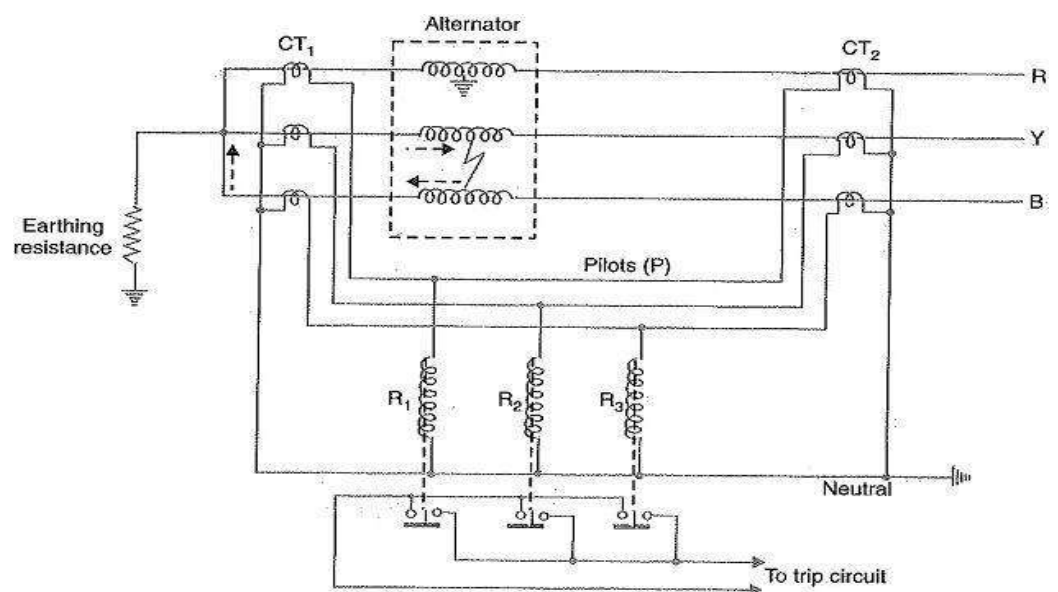 Alternator
CT₁
CT₂
R
Y
B
Earthing
resistance
Pilots (P)
R₁
R₂
R₃
Neutral
To trip circuit